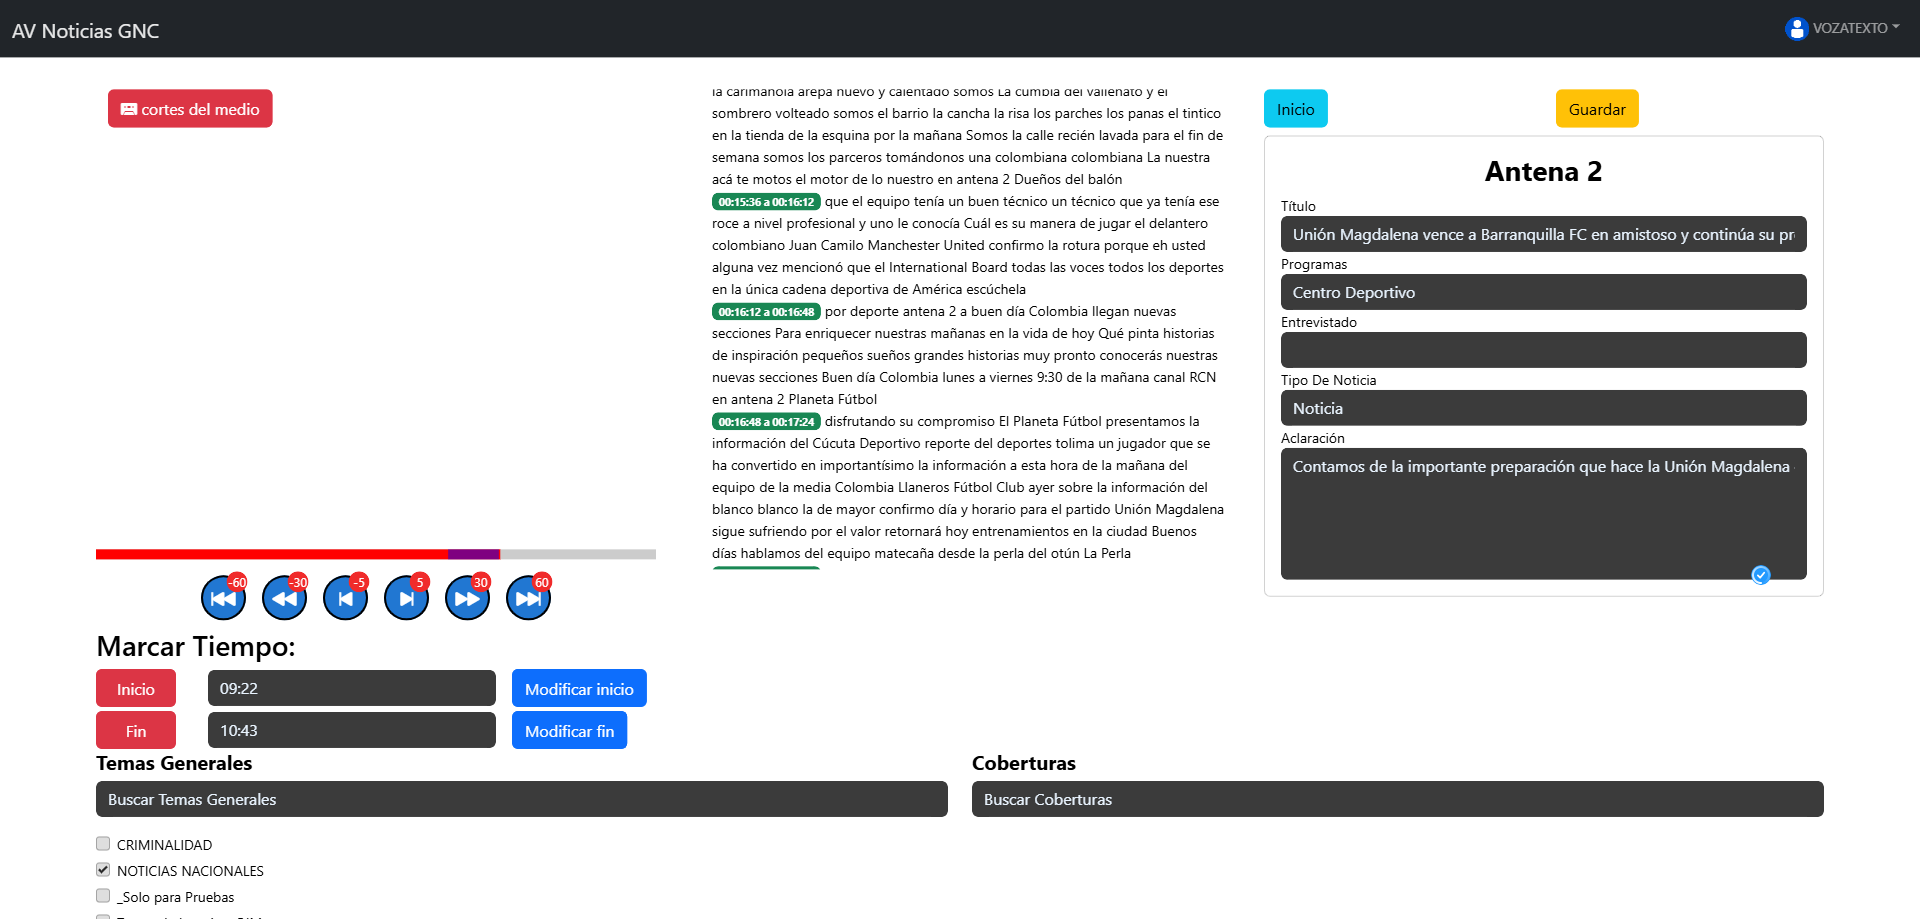 AV Noticias GNC
VOZATEXTO
cortes del medio
la carimañola arepa huevo y calentado somos La cumbia del vallenato y el
sombrero volteado somos el barrio la cancha la risa los parches los panas el tintico
en la tienda de la esquina por la mañana Somos la calle recién lavada para el fin de
semana somos los parceros tomándonos una colombiana colombiana La nuestra
acá te motos el motor de lo nuestro en antena 2 Dueños del balón
00:15:36 a 00:16:12 que el equipo tenía un buen técnico un técnico que ya tenía ese
roce a nivel profesional y uno le conocía Cuál es su manera de jugar el delantero
colombiano Juan Camilo Manchester United confirmo la rotura porque eh usted
alguna vez mencionó que el International Board todas las voces todos los deportes
en la única cadena deportiva de América escúchela
00:16:12 a 00:16:48 por deporte antena 2 a buen día Colombia llegan nuevas
secciones Para enriquecer nuestras mañanas en la vida de hoy Qué pinta historias
de inspiración pequeños sueños grandes historias muy pronto conocerás nuestras
nuevas secciones Buen día Colombia lunes a viernes 9:30 de la mañana canal RCN
en antena 2 Planeta Fútbol
00:16:48 a 00:17:24 disfrutando su compromiso El Planeta Fútbol presentamos la
información del Cúcuta Deportivo reporte del deportes tolima un jugador que se
ha convertido en importantísimo la información a esta hora de la mañana del
equipo de la media Colombia Llaneros Fútbol Club ayer sobre la información del
blanco blanco la de mayor confirmo día y horario para el partido Unión Magdalena
sigue sufriendo por el valor retornará hoy entrenamientos en la ciudad Buenos
días hablamos del equipo matecaña desde la perla del otún La Perla
Inicio
Guardar
Antena 2
Título
Unión Magdalena vence a Barranquilla FC en amistoso y continúa su pr
Programas
Centro Deportivo
Entrevistado
Tipo De Noticia
Noticia
Aclaración
Contamos de la importante preparación que hace la Unión Magdalena
-60
-30
-5
5
30
60
Marcar Tiempo:
Inicio
09:22
Modificar inicio
Fin
10:43
Modificar fin
Temas Generales
Buscar Temas Generales
CRIMINALIDAD
NOTICIAS NACIONALES
_Solo para Pruebas
Coberturas
Buscar Coberturas